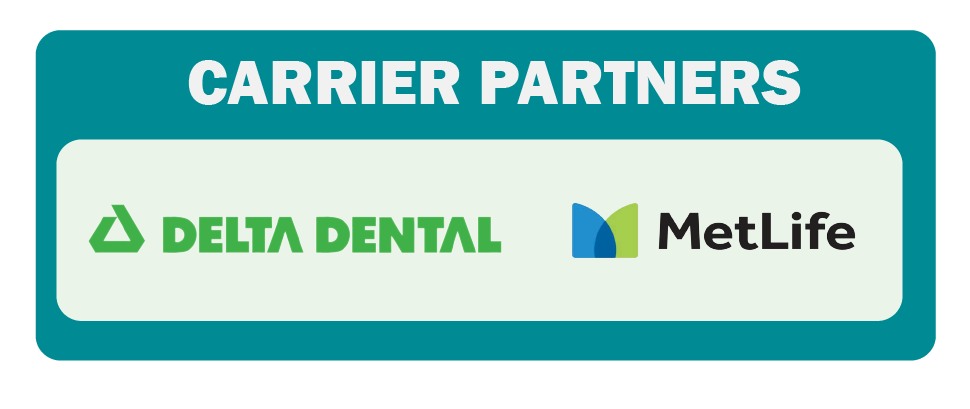 CARRIER PARTNERS
DELTA DENTAL MetLife